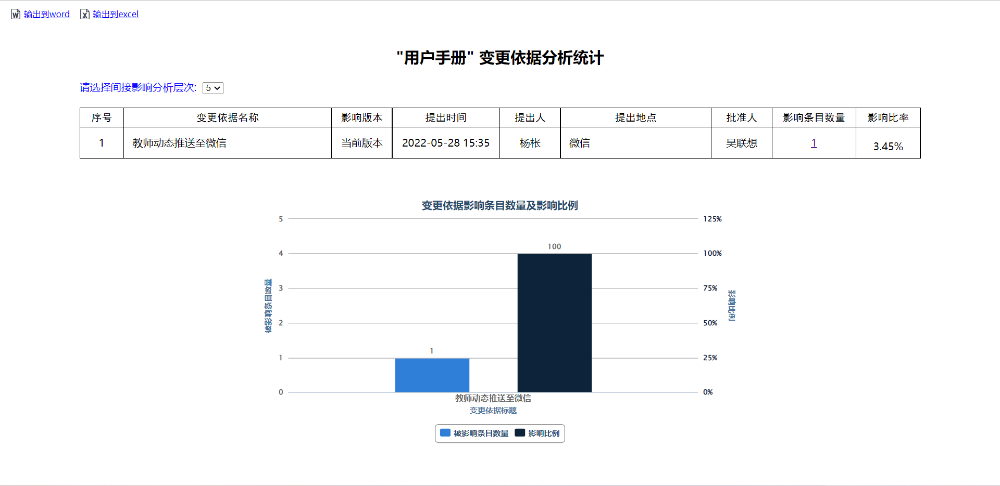 输出到word 输出到excel
"用户手册" 变更依据分析统计
请选择间接影响分析层次: 5
序号 变更依据名称 影响版本 提出时间 提出人 提出地点 批准人 影响条目数量 影响比率
1 教师动态推送至微信 当前版本 2022-05-28 15:35 杨枨 微信 吴联想 1 3.45%
变更依据影响条目数量及影响比例
5 125%
100
4 100%
3 75%
被影响条目数量
影响比例
2 50%
1
1 25%
0 0%
教师动态推送至微信
变更依据标题
被影响条目数量 影响比例